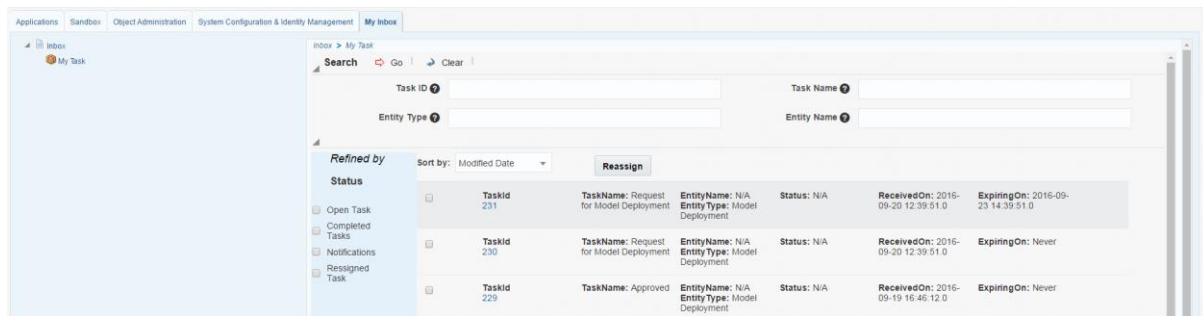 Applications Sandbox Object Administration System Configuration & Identity Management My Inbox
Inbox
My Task
Inbox > My Task
Search Go Clear
Task ID Task Name
Entity Type Entity Name
Refined by
Sort by: Modified Date Reassign
Status
Open Task
Completed
Tasks
Notifications
Ressigned
Task
TaskId TaskName: Request EntityName: N/A Status: N/A ReceivedOn: 2016- ExpiringOn: 2016-09-
231 for Model Deployment EntityType: Model 09-20 12:39:51.0 23 14:39:51.0
Deployment
TaskId TaskName: Request EntityName: N/A Status: N/A ReceivedOn: 2016- ExpiringOn: Never
230 for Model Deployment EntityType: Model 09-20 12:39:51.0
Deployment
TaskId TaskName: Approved EntityName: N/A Status: N/A ReceivedOn: 2016- ExpiringOn: Never
229 EntityType: Model 09-19 16:46:12.0
Deployment